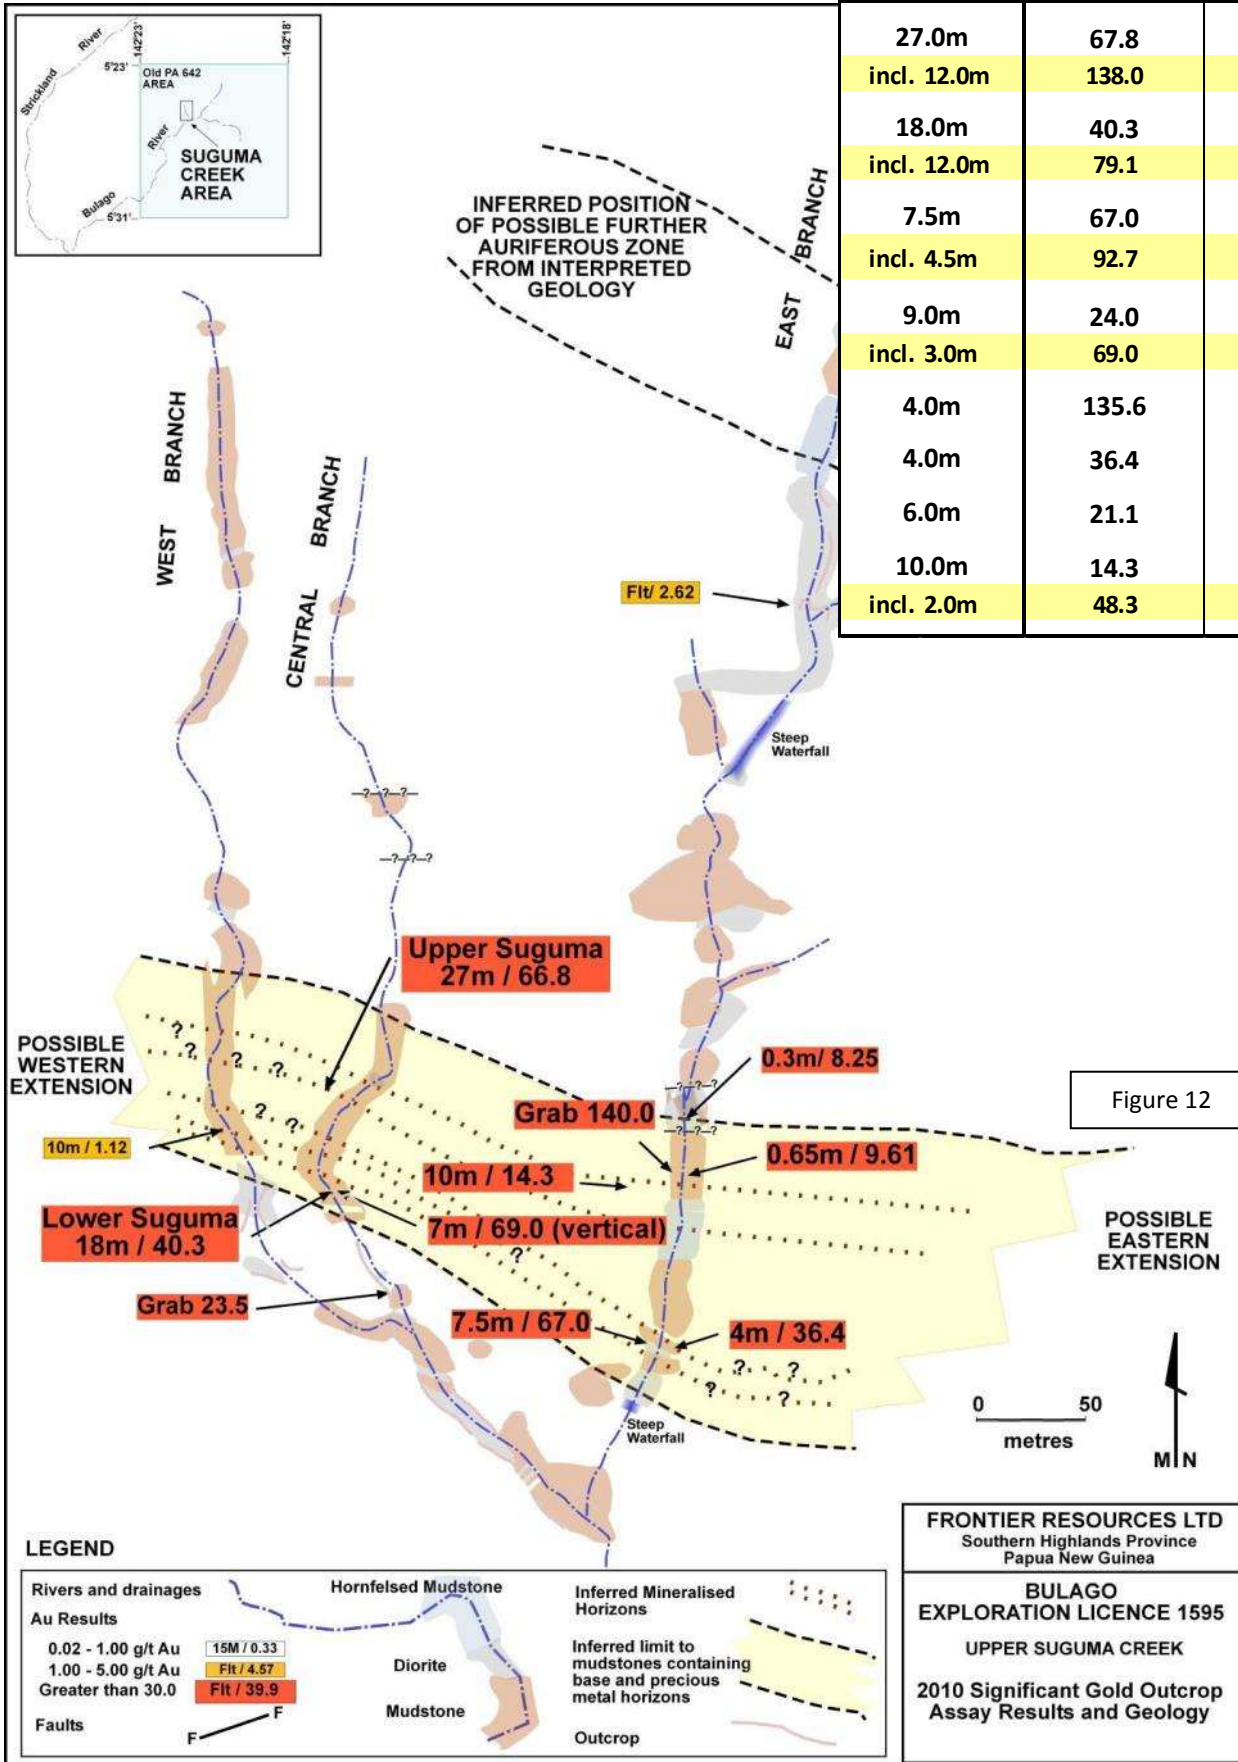 River
Strickland
142°23'
142°18'
5°23'
Old PA 642
AREA
River
SUGUMA
CREEK
AREA
Bulago
5°31'
27.0m 67.8
incl. 12.0m 138.0
18.0m 40.3
incl. 12.0m 79.1
7.5m 67.0
incl. 4.5m 92.7
9.0m 24.0
incl. 3.0m 69.0
4.0m 135.6
4.0m 36.4
6.0m 21.1
10.0m 14.3
incl. 2.0m 48.3
INFERRED POSITION
OF POSSIBLE FURTHER
AURIFEROUS ZONE
FROM INTERPRETED
GEOLOGY
EAST BRANCH
WEST BRANCH
CENTRAL BRANCH
Flt/ 2.62
Steep
Waterfall
—?—?—?—
—?—?—?
Upper Suguma
27m / 66.8
POSSIBLE
WESTERN
EXTENSION
? ? ? ?
? ?
0.3m/ 8.25
—?—?—?
Figure 12
Grab 140.0
—?—?—?
10m / 1.12
10m / 14.3
0.65m / 9.61
Lower Suguma
18m / 40.3
7m / 69.0 (vertical)
?
POSSIBLE
EASTERN
EXTENSION
Grab 23.5
7.5m / 67.0
4m / 36.4
? ?
? ?
Steep
Waterfall
0 50
metres
M N
LEGEND
Rivers and drainages
Au Results
0.02 - 1.00 g/t Au 15M / 0.33
1.00 - 5.00 g/t Au Flt / 4.57
Greater than 30.0 Flt / 39.9
Faults F F
Hornfelsed Mudstone
Diorite
Mudstone
Inferred Mineralised
Horizons
Inferred limit to
mudstones containing
base and precious
metal horizons
Outcrop
FRONTIER RESOURCES LTD
Southern Highlands Province
Papua New Guinea
BULAGO
EXPLORATION LICENCE 1595
UPPER SUGUMA CREEK
2010 Significant Gold Outcrop
Assay Results and Geology